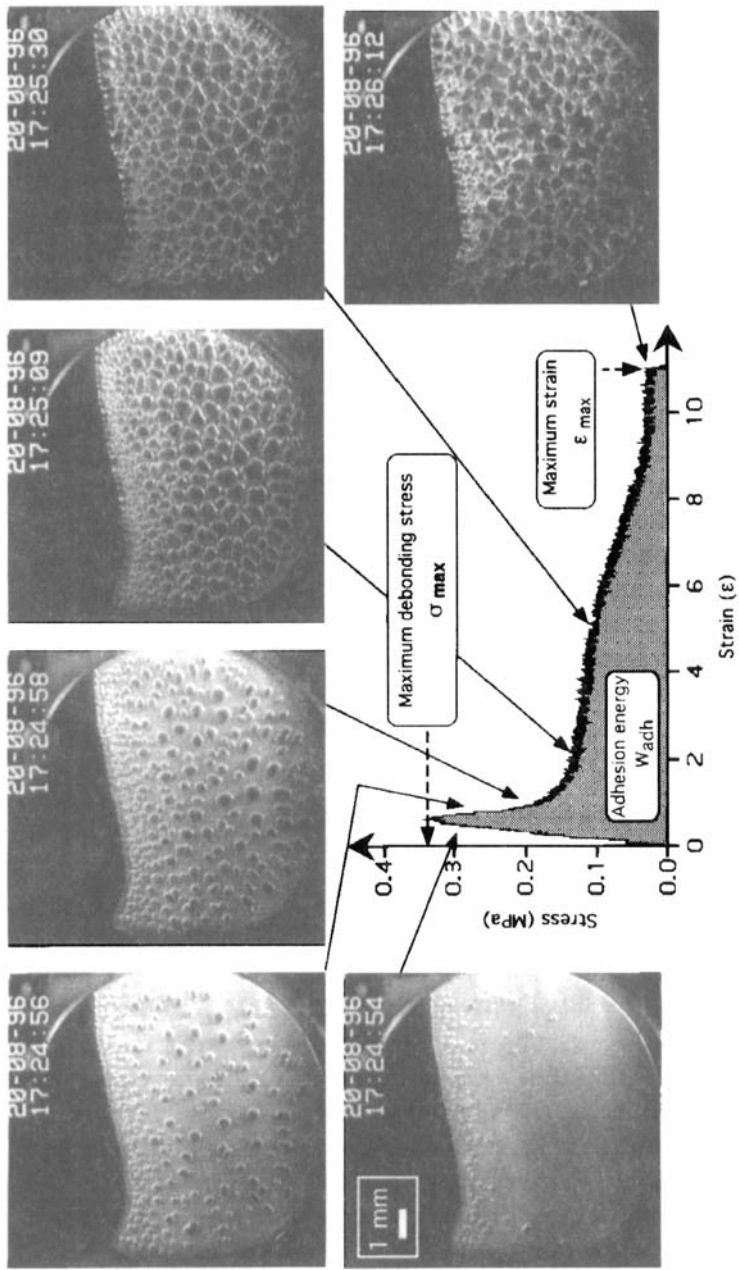 20-08-96
17:24:56
20-08-96
17:24:58
20-08-96
17:25:09
20-08-96
17:25:30
1 mm
20-08-96
17:24:54
20-08-96
17:26:12
Maximum debonding stress
σ max
Maximum strain
ε max
Adhesion energy
Wadh
Stress (MPa)
0.4
0.3
0.2
0.1
0.0
0
2
4
6
8
10
Strain (ε)